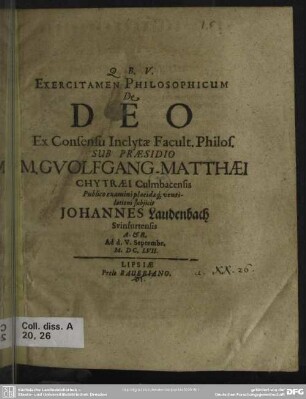 Q. B. V.
EXERCITAMEN PHILOSOPHICUM
De
DEO
Ex Consensu Inclytæ Facult. Philos.
SUB PRÆSIDIO
M. GVOLFGANG-MATTHÆI
CHYTRÆI Culmbacensis
Publico examini placidaq; venti-
lationi subjicit
JOHANNES Laudenbach
Svinfurtensis
A. & R.
Ad d. V. Septembr.
M. DC. LVII.
LIPSIÆ
Prelo BAUERIANO.
Coll. diss. A
20, 26